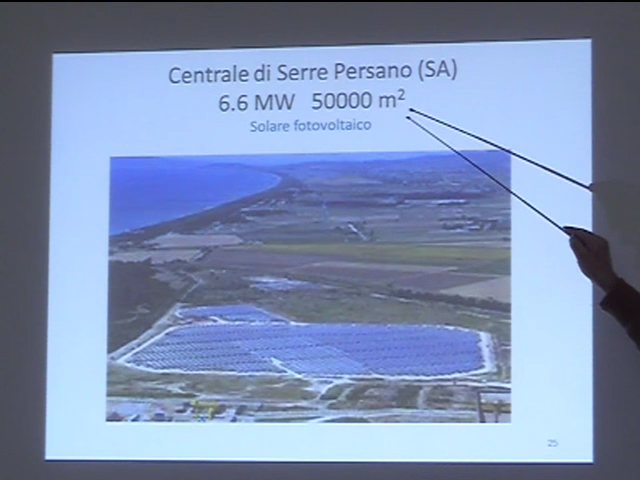 Centrale di Serre Persano (SA)
6.6 MW 50000 m²
Solare fotovoltaico
25